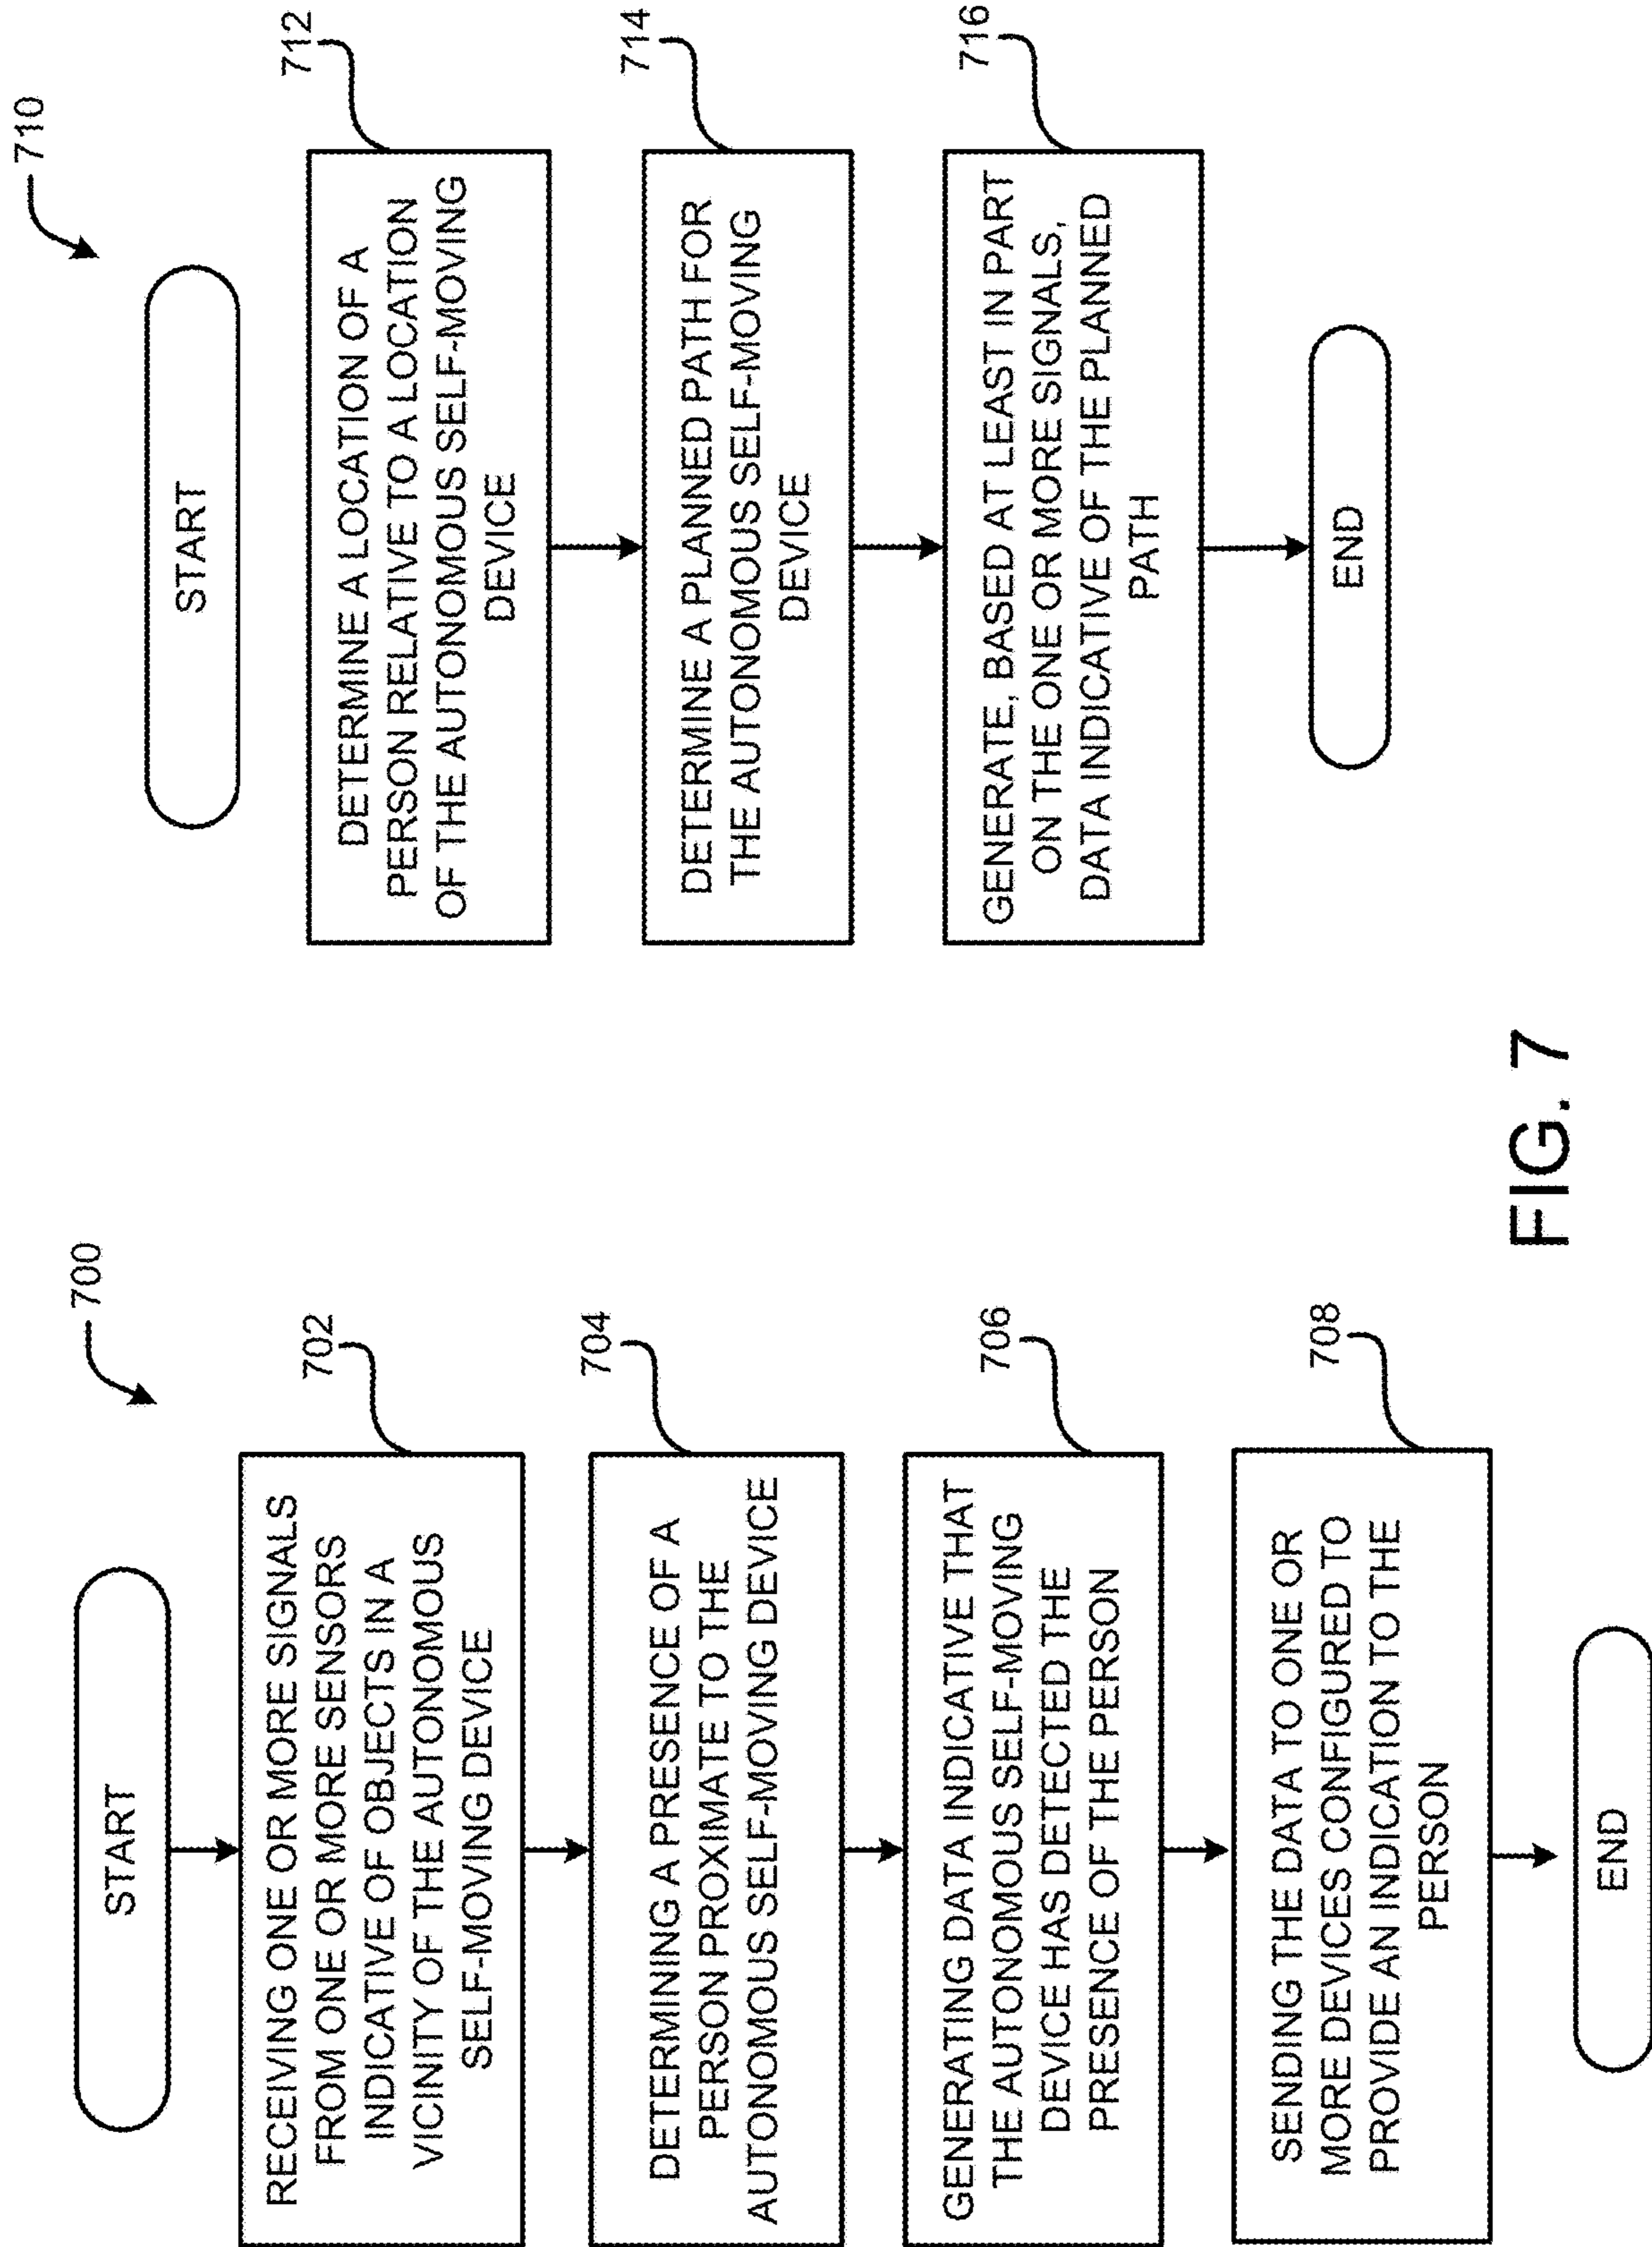 700
START
RECEIVING ONE OR MORE SIGNALS
FROM ONE OR MORE SENSORS
INDICATIVE OF OBJECTS IN A
VICINITY OF THE AUTONOMOUS
SELF-MOVING DEVICE
702
DETERMINING A PRESENCE OF A
PERSON PROXIMATE TO THE
AUTONOMOUS SELF-MOVING DEVICE
704
GENERATING DATA INDICATIVE THAT
THE AUTONOMOUS SELF-MOVING
DEVICE HAS DETECTED THE
PRESENCE OF THE PERSON
706
SENDING THE DATA TO ONE OR
MORE DEVICES CONFIGURED TO
PROVIDE AN INDICATION TO THE
PERSON
708
END
710
START
DETERMINE A LOCATION OF A
PERSON RELATIVE TO A LOCATION
OF THE AUTONOMOUS SELF-MOVING
DEVICE
712
DETERMINE A PLANNED PATH FOR
THE AUTONOMOUS SELF-MOVING
DEVICE
714
GENERATE, BASED AT LEAST IN PART
ON THE ONE OR MORE SIGNALS,
DATA INDICATIVE OF THE PLANNED
PATH
716
END
FIG. 7